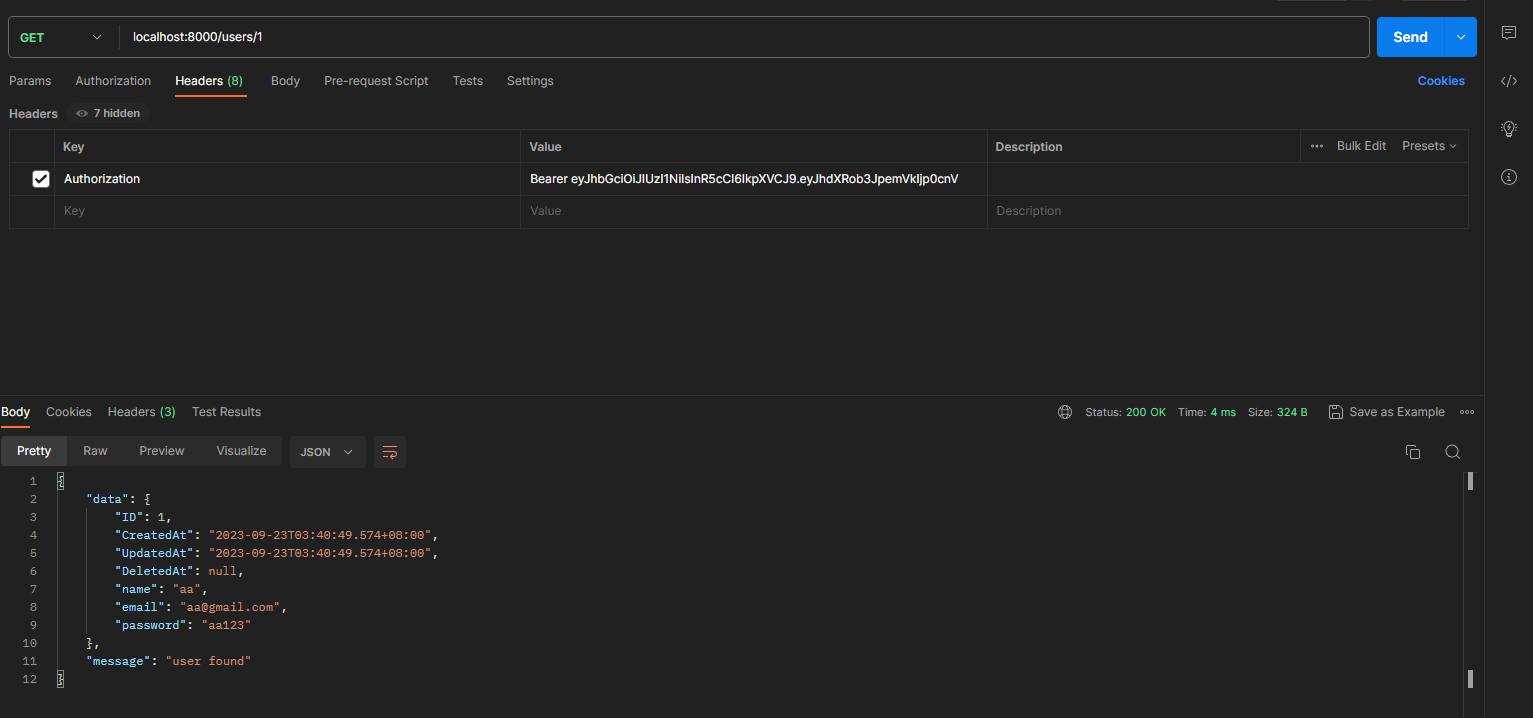 GET localhost:8000/users/1 Send
Params Authorization Headers (8) Body Pre-request Script Tests Settings Cookies
Headers 7 hidden
Key Value Description Bulk Edit Presets
Authorization Bearer eyJhbGciOiJIUzI1NiIsInR5cCI6IkpXVCJ9.eyJhdXRob3JpemVkIjp0cnV
Key Value Description
Body Cookies Headers (3) Test Results Status: 200 OK Time: 4 ms Size: 324 B Save as Example
Pretty Raw Preview Visualize JSON
1 {
2 "data": {
3 "ID": 1,
4 "CreatedAt": "2023-09-23T03:40:49.574+08:00",
5 "UpdatedAt": "2023-09-23T03:40:49.574+08:00",
6 "DeletedAt": null,
7 "name": "aa",
8 "email": "aa@gmail.com",
9 "password": "aa123"
10 },
11 "message": "user found"
12 }